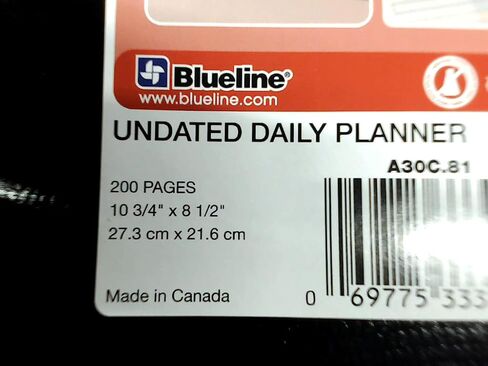 Blueline®
www.blueline.com
UNDATED DAILY PLANNER
A30C.81
200 PAGES
10 3/4" x 8 1/2"
27.3 cm x 21.6 cm
Made in Canada
0 69775 333